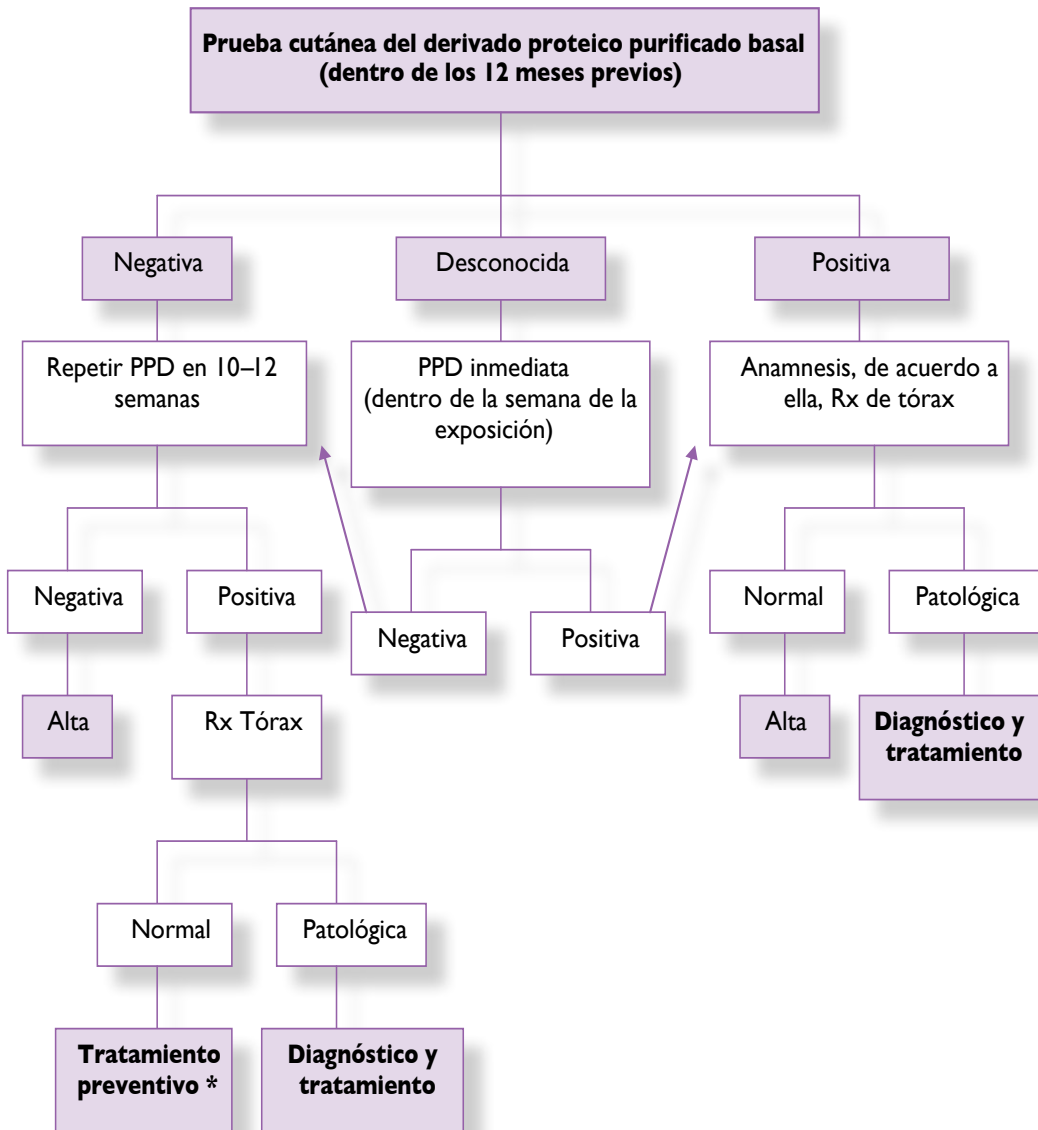 Prueba cutánea del derivado proteico purificado basal
(dentro de los 12 meses previos)
Negativa
Desconocida
Positiva
Repetir PPD en 10–12
semanas
PPD inmediata
(dentro de la semana de la
exposición)
Anamnesis, de acuerdo a
ella, Rx de tórax
Negativa
Positiva
Negativa
Positiva
Normal
Patológica
Alta
Rx Tórax
Alta
Diagnóstico y
tratamiento
Normal
Patológica
Tratamiento
preventivo *
Diagnóstico y
tratamiento